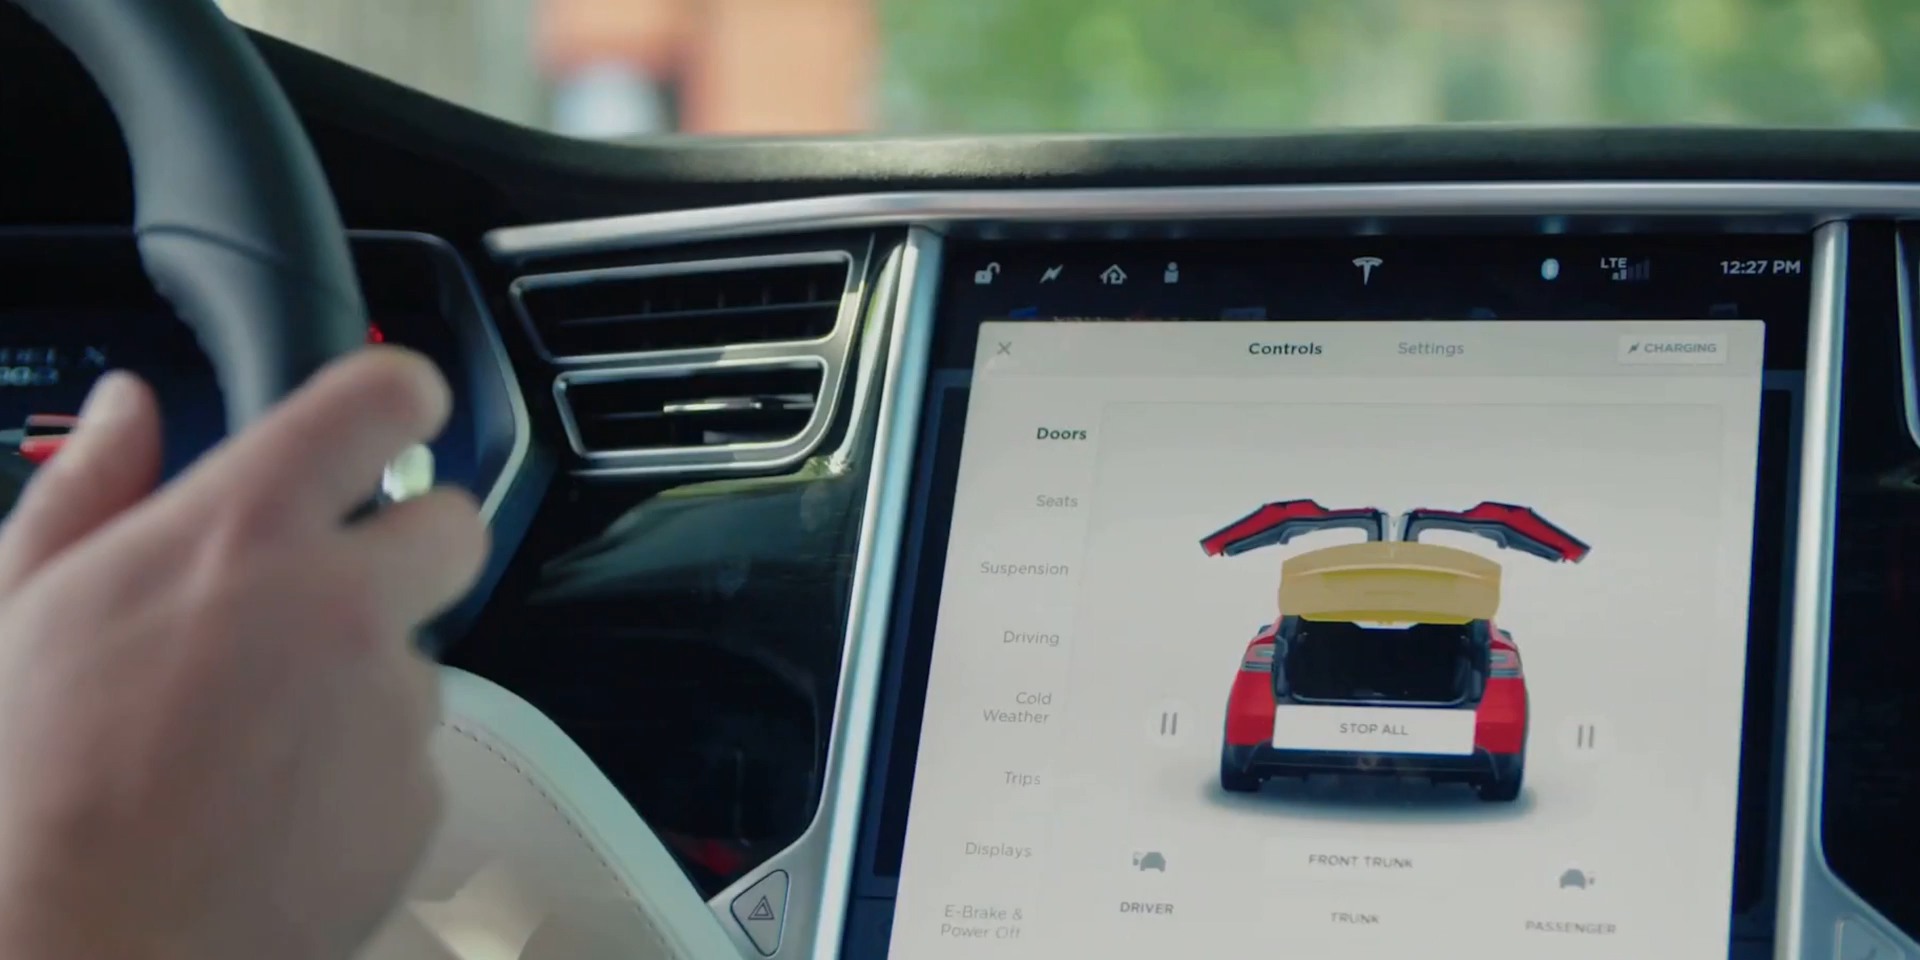 LTE
12:27 PM
Controls
Settings
CHARGING
Doors
Seats
Suspension
Driving
Cold
Weather
Trips
Displays
E-Brake &
Power Off
STOP ALL
FRONT TRUNK
DRIVER
TRUNK
PASSENGER